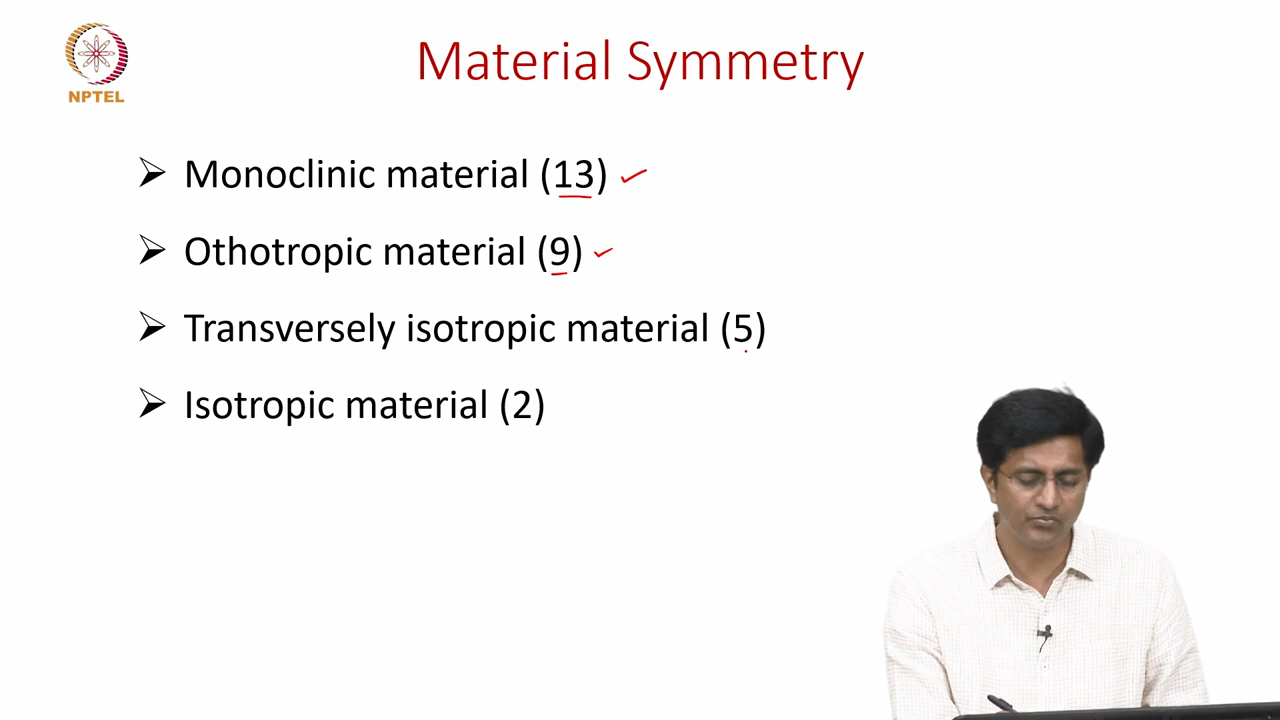 NPTEL
Material Symmetry
Monoclinic material (13)
Othotropic material (9)
Transversely isotropic material (5)
Isotropic material (2)